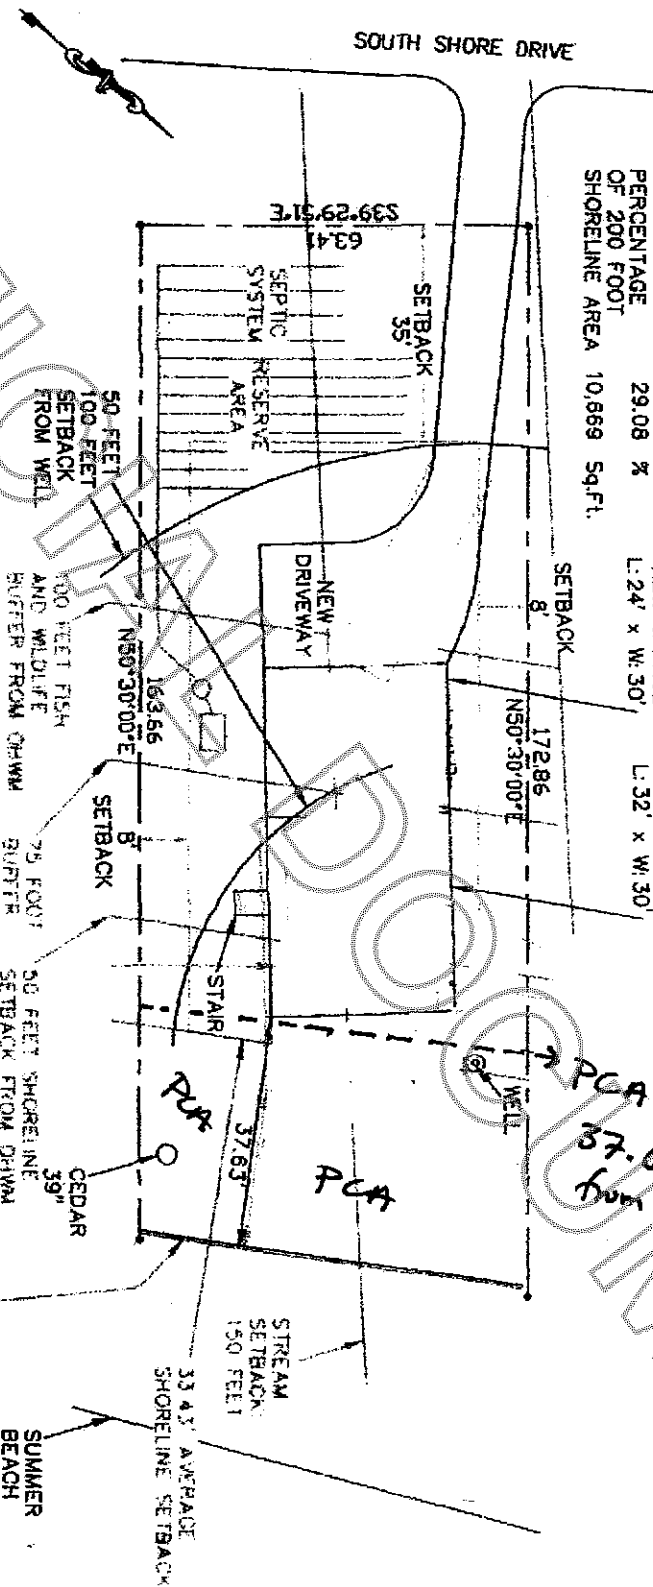 SOUTH SHORE DRIVE
PERCENTAGE 29.08 %
OF 200 FOOT
SHORELINE AREA 10,669 Sq.Ft.
L: 24' x W: 30'
L: 32' x W: 30'
S39°29'51"E
63.41
SETBACK
35'
SEPTIC
SYSTEM
RESERVE
AREA
SETBACK
8'
172.86
N50°30'00"E
NEW
DRIVEWAY
50 FEET
100 FEET
SETBACK
FROM WELL
100 FEET FISH
AND WILDLIFE
BUFFER FROM OHWM
163.66
N50°30'00"E
8'
SETBACK
75 FOOT
BUFFER
50 FEET SHORELINE
SETBACK FROM OHWM
STAIR
WELL
PCA
37.
from
PCA
PCA
37.63'
CEDAR
39"
STREAM
SETBACK
150 FEET
33.43' AVERAGE
SHORELINE SETBACK
SUMMER
BEACH